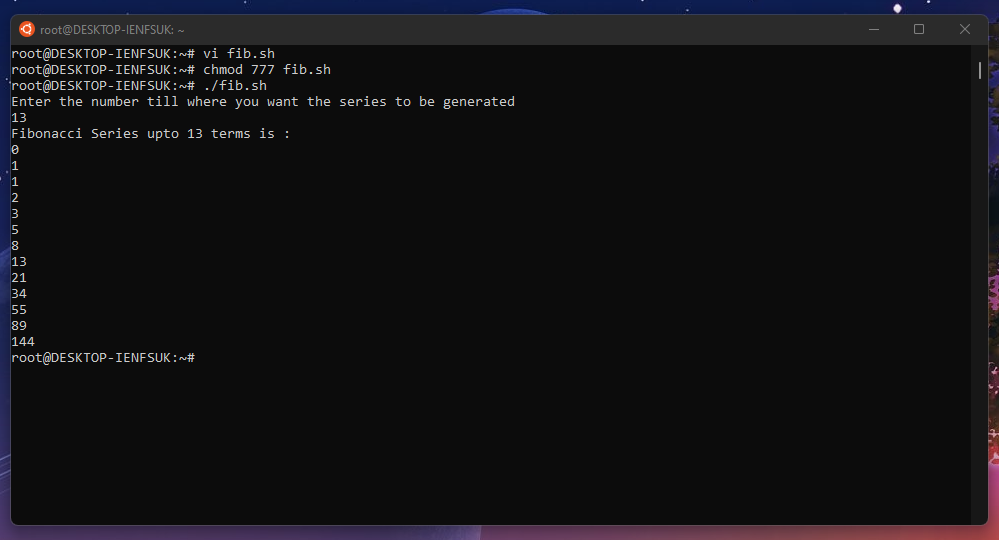 root@DESKTOP-IENFSUK: ~
root@DESKTOP-IENFSUK:~# vi fib.sh
root@DESKTOP-IENFSUK:~# chmod 777 fib.sh
root@DESKTOP-IENFSUK:~# ./fib.sh
Enter the number till where you want the series to be generated
13
Fibonacci Series upto 13 terms is :
0
1
1
2
3
5
8
13
21
34
55
89
144
root@DESKTOP-IENFSUK:~#